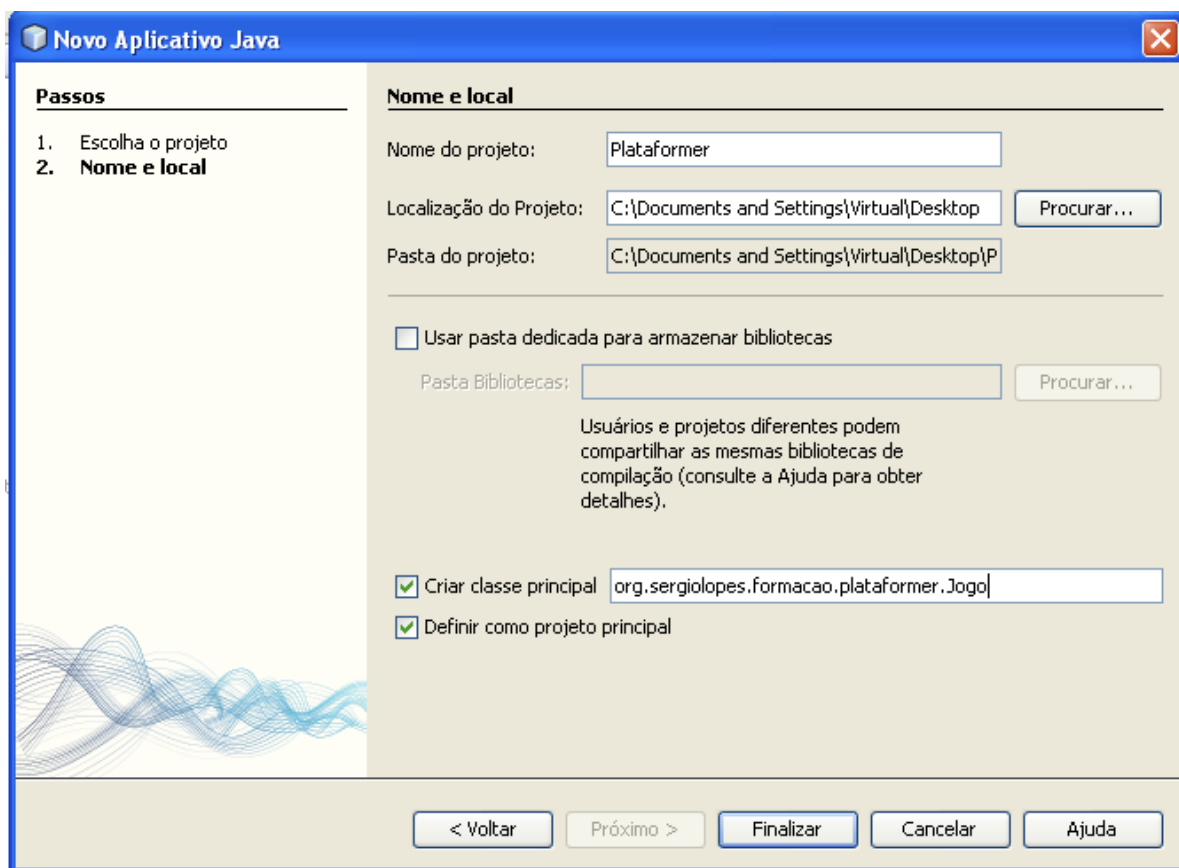 Novo Aplicativo Java
Passos
1. Escolha o projeto
2. Nome e local
Nome e local
Nome do projeto: Plataformer
Localização do Projeto: C:\Documents and Settings\Virtual\Desktop Procurar...
Pasta do projeto: C:\Documents and Settings\Virtual\Desktop\P
Usar pasta dedicada para armazenar bibliotecas
Pasta Bibliotecas: Procurar...
Usuários e projetos diferentes podem
compartilhar as mesmas bibliotecas de
compilação (consulte a Ajuda para obter
detalhes).
Criar classe principal org.sergiolopes.formacao.plataformer.Jogo
Definir como projeto principal
< Voltar Próximo > Finalizar Cancelar Ajuda